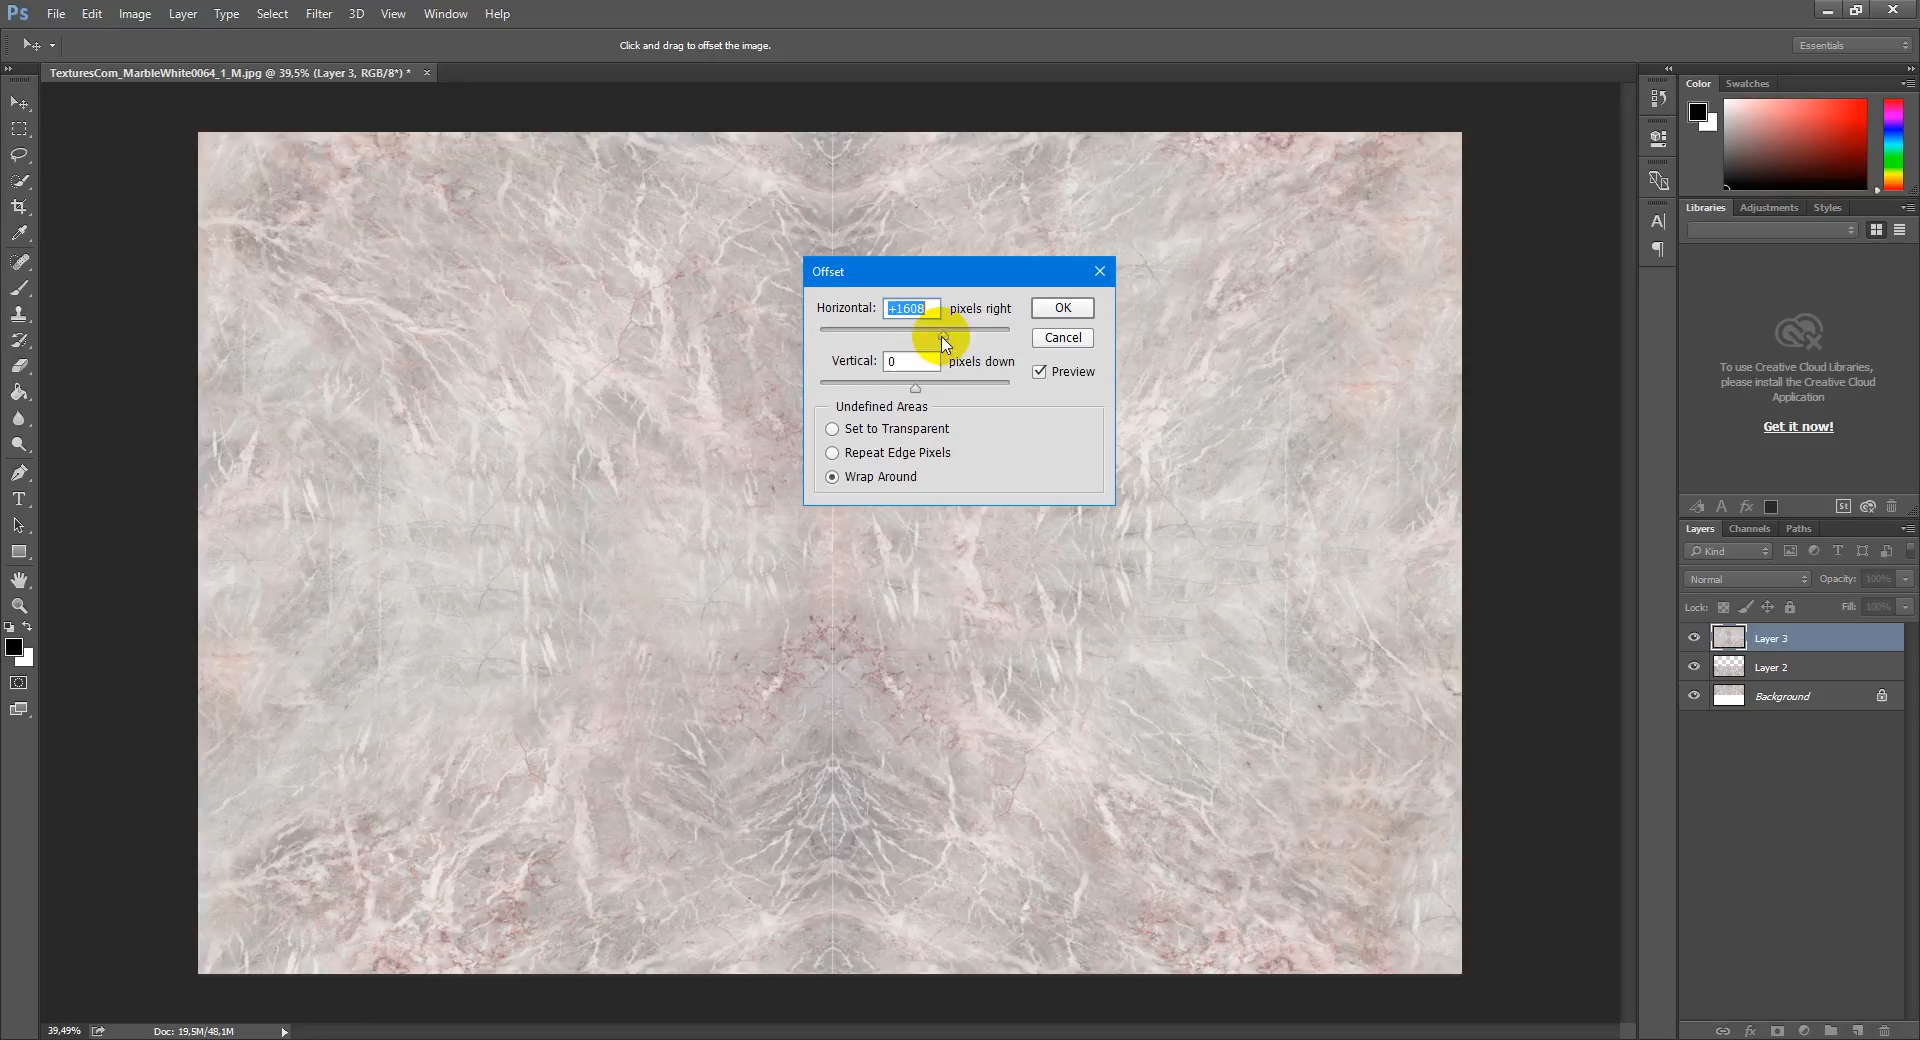 Ps File Edit Image Layer Type Select Filter 3D View Window Help
Click and drag to offset the image.
Essentials
TexturesCom_MarbleWhite0064_1_M.jpg @ 39,5% (Layer 3, RGB/8*) *
Color Swatches
Libraries Adjustments Styles
Offset
Horizontal: +1608 pixels right OK
Cancel
Vertical: 0 pixels down
Preview
Undefined Areas
Set to Transparent
Repeat Edge Pixels
Wrap Around
To use Creative Cloud Libraries,
please install the Creative Cloud
Application
Get it now!
St
Layers Channels Paths
Kind
Normal Opacity: 100%
Lock: Fill: 100%
Layer 3
Layer 2
Background
39,49% Doc: 19,5M/48,1M